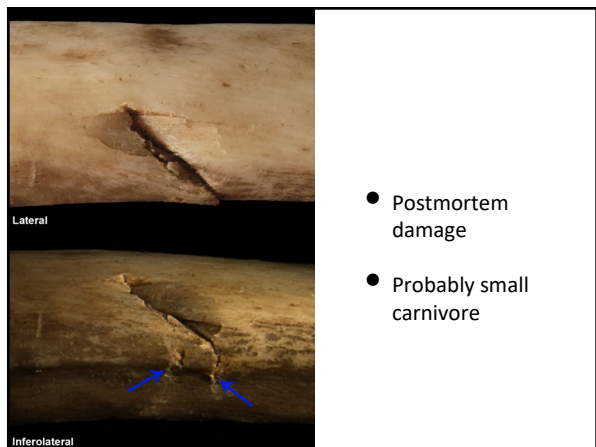 Lateral
Inferolateral
● Postmortem
damage
● Probably small
carnivore